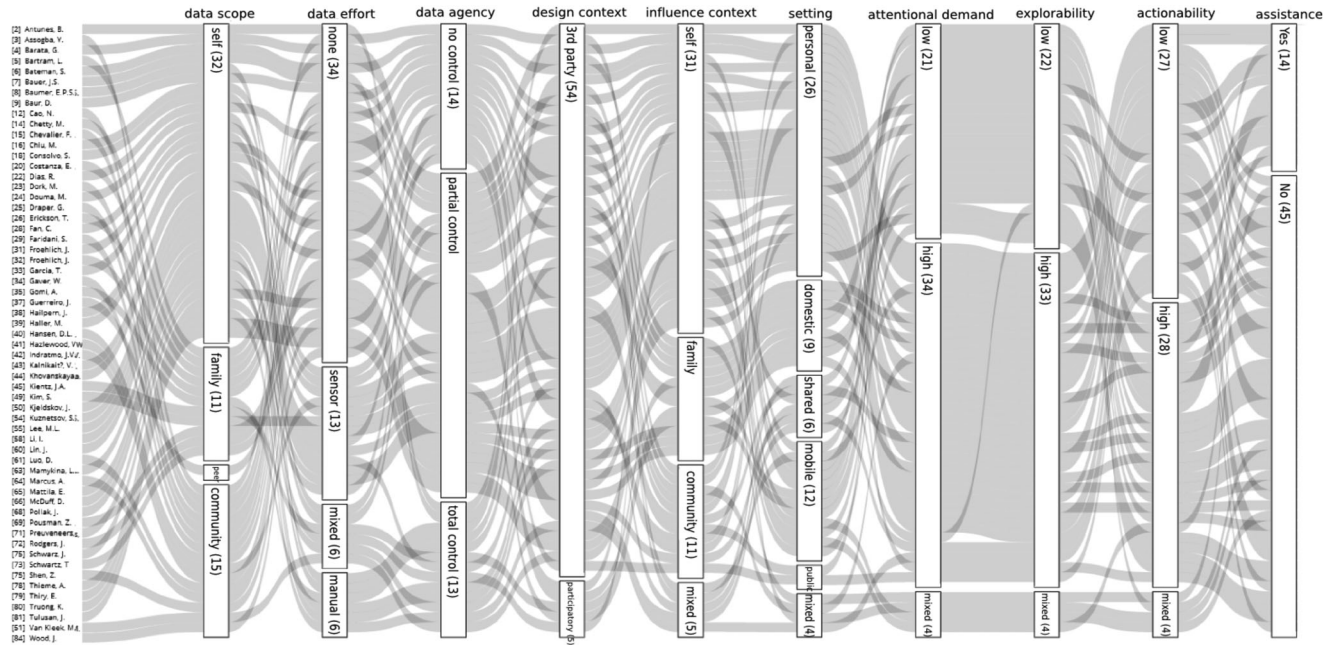 data scope data effort data agency design context influence context setting attentional demand explorability actionability assistance
[2] Antunes, B.
[3] Assogba, Y.
[4] Barata, G.
[5] Bartram, L.
[6] Bateman, S.
[7] Bauer, J.S.
[8] Baumer, E.P.S.
[9] Baur, D.
[12] Cao, N.
[14] Chetty, M.
[15] Chevalier, F.
[16] Chiu, M.
[18] Consolvo, S.
[20] Costanza, E.
[22] Dias, R.
[23] Dork, M.
[24] Douma, M.
[25] Draper, G.
[26] Erickson, T.
[28] Fan, C.
[29] Faridani, S.
[31] Froehlich, J.
[32] Froehlich, J.
[33] Garcia, T.
[34] Gaver, W.
[35] Gomi, A.
[37] Guerreiro, J.
[38] Hailpern, J.
[39] Haller, M.
[40] Hansen, D.L.
[41] Hazlewood, VW
[42] Indratmo, J.V.
[43] Kalnikait?, V.
[44] Khovanskaya
[45] Kientz, J.A.
[49] Kim, S.
[50] Kjeldskov, J.
[54] Kuznetsov, S.
[55] Lee, M.L.
[58] Li, I.
[60] Lin, J.
[61] Luo, D.
[63] Mamykina, L.
[64] Marcus, A.
[65] Mattila, E.
[66] McDuff, D.
[68] Pollak, J.
[69] Pousman, Z.
[71] Preuveneers
[72] Rodgers, J.
[75] Schwarz, J.
[73] Schwartz, T
[75] Shen, Z.
[78] Thieme, A.
[79] Thiry, E.
[80] Truong, K.
[81] Tulusan, J.
[51] Van Kleek, M
[84] Wood, J.
self (32)
family (11)
peer
community (15)
none (34)
sensor (13)
mixed (6)
manual (6)
no control (14)
partial control
total control (13)
3rd party (54)
participatory (5)
self (31)
family
community (11)
mixed (5)
personal (26)
domestic (9)
shared (6)
mobile (12)
public
mixed (4)
low (21)
high (34)
mixed (4)
low (22)
high (33)
mixed (4)
low (27)
high (28)
mixed (4)
Yes (14)
No (45)